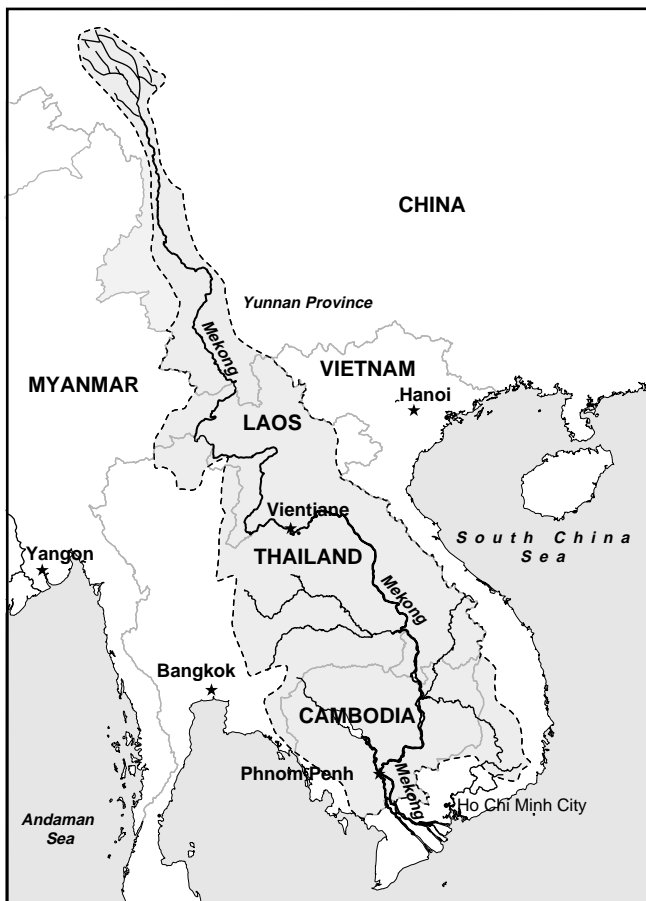 CHINA
Yunnan Province
Mekong
VIETNAM
MYANMAR
Hanoi
LAOS
Vientiane
South China
Sea
Yangon
THAILAND
Mekong
Bangkok
CAMBODIA
Phnom Penh
Mekong
Ho Chi Minh City
Andaman
Sea